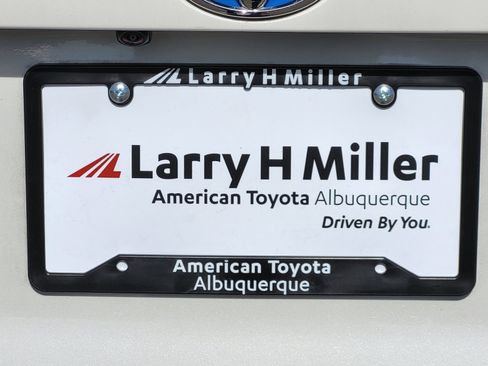 Larry H Miller
Larry H Miller
American Toyota Albuquerque
Driven By You.
American Toyota
Albuquerque